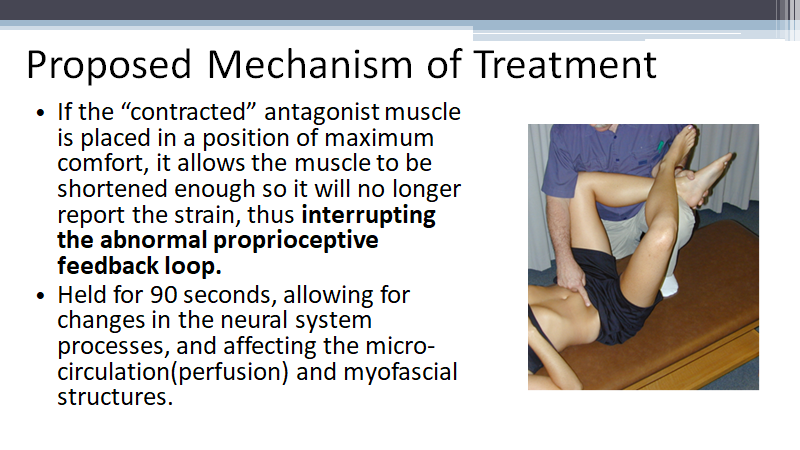 Proposed Mechanism of Treatment
• If the “contracted” antagonist muscle
is placed in a position of maximum
comfort, it allows the muscle to be
shortened enough so it will no longer
report the strain, thus interrupting
the abnormal proprioceptive
feedback loop.
• Held for 90 seconds, allowing for
changes in the neural system
processes, and affecting the micro-
circulation(perfusion) and myofascial
structures.